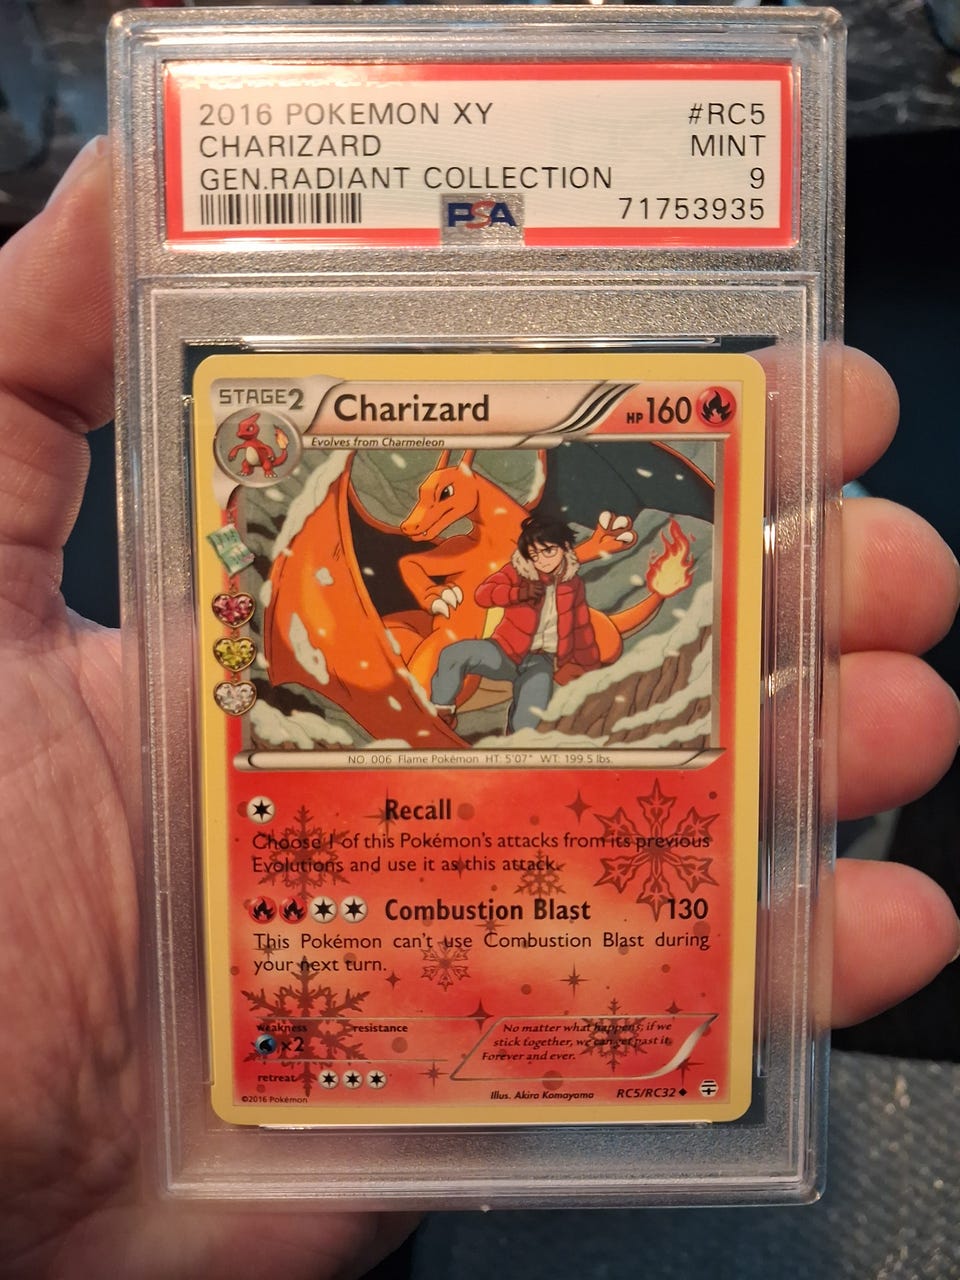 2016 POKEMON XY #RC5
CHARIZARD MINT
GEN.RADIANT COLLECTION 9
PSA 71753935
STAGE2 Charizard HP160
Evolves from Charmeleon
NO. 006 Flame Pokémon HT: 5'07" WT: 199.5 lbs.
Recall
Choose 1 of this Pokémon's attacks from its previous
Evolutions and use it as this attack.
Combustion Blast 130
This Pokémon can't use Combustion Blast during
your next turn.
weakness resistance
×2
retreat
No matter what happens, if we
stick together, we can get past it.
Forever and ever.
©2016 Pokémon Illus. Akira Komayama RC5/RC32